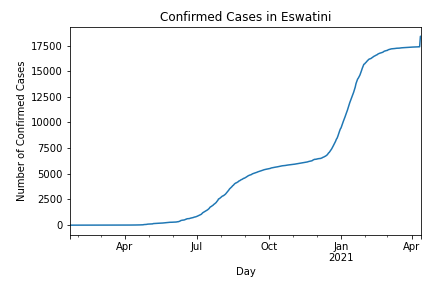 Confirmed Cases in Eswatini
Number of Confirmed Cases
17500
15000
12500
10000
7500
5000
2500
0
Apr Jul Oct Jan Apr
2021
Day